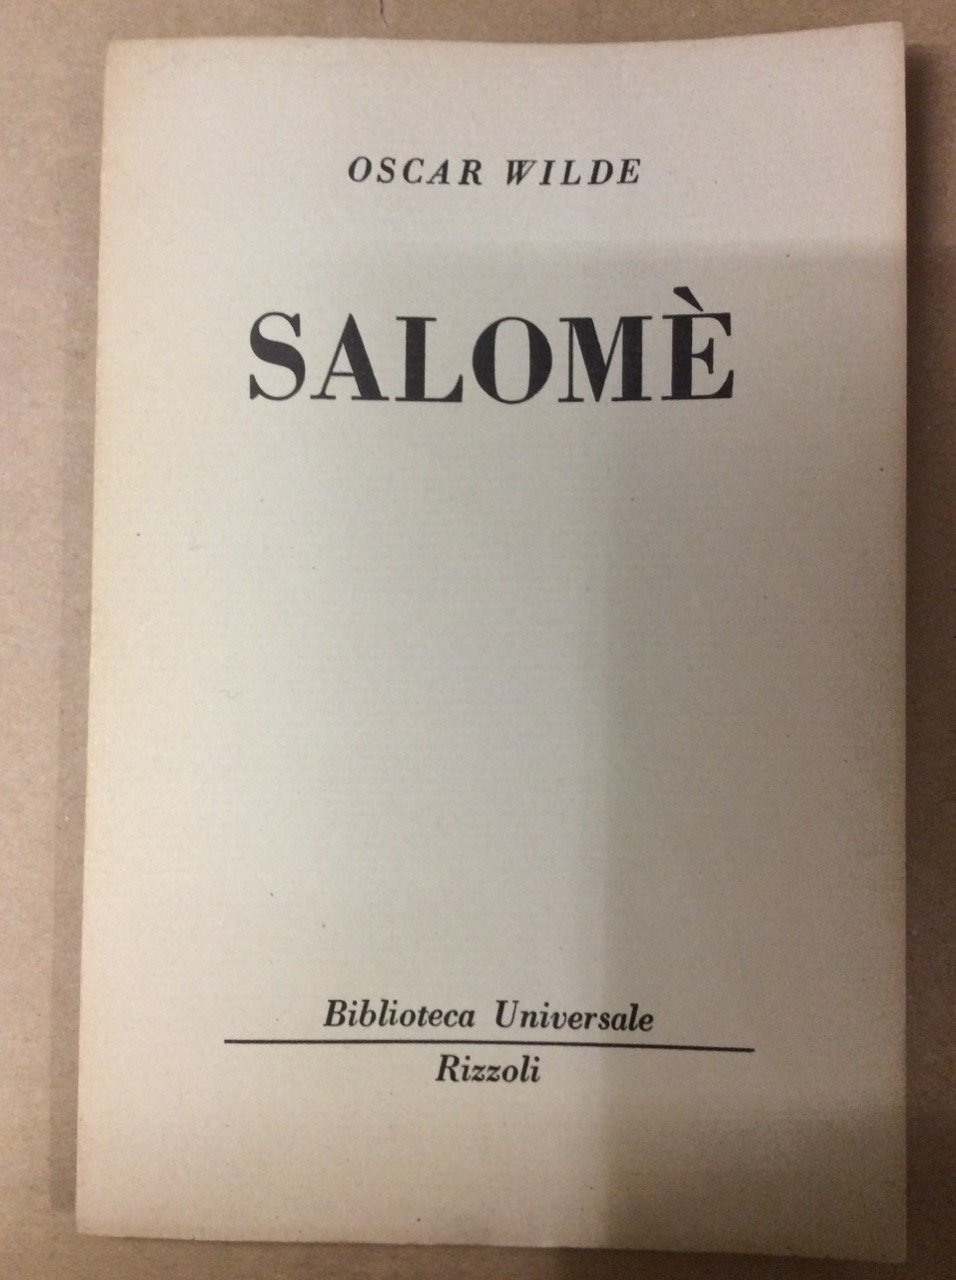 OSCAR WILDE
SALOMÈ
Biblioteca Universale
Rizzoli